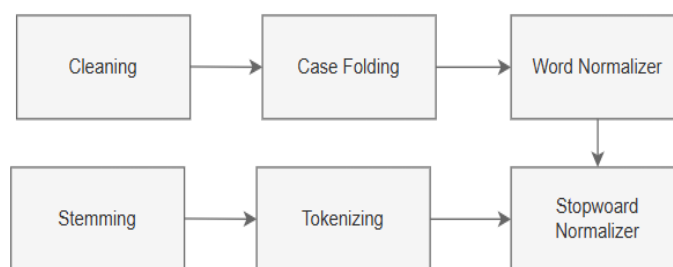 Cleaning
Case Folding
Word Normalizer
Stemming
Tokenizing
Stopwoard
Normalizer